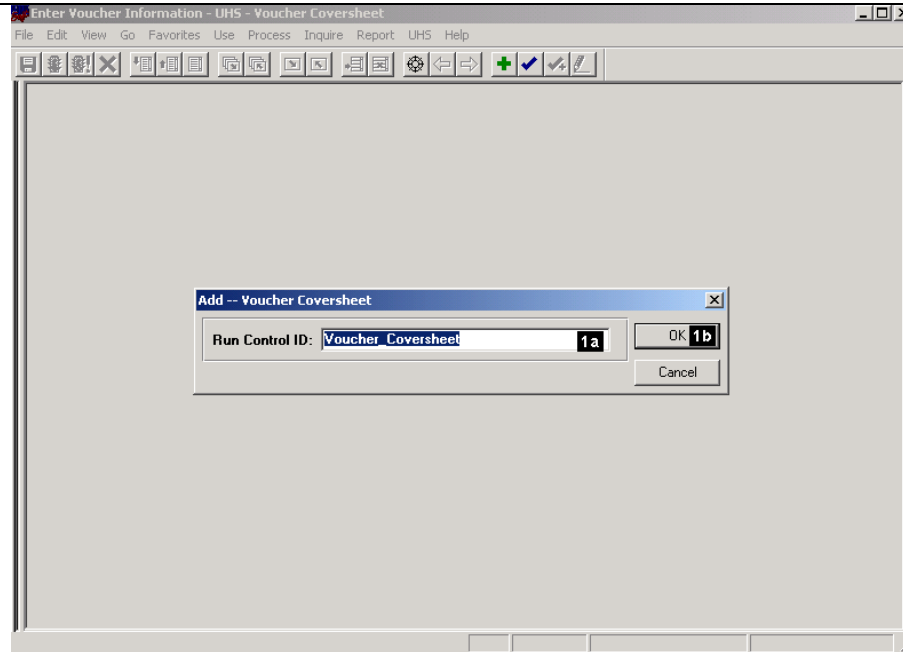 Enter Voucher Information - UHS - Voucher Coversheet
File Edit View Go Favorites Use Process Inquire Report UHS Help
Add -- Voucher Coversheet
Run Control ID: Voucher_Coversheet 1a
OK 1b
Cancel